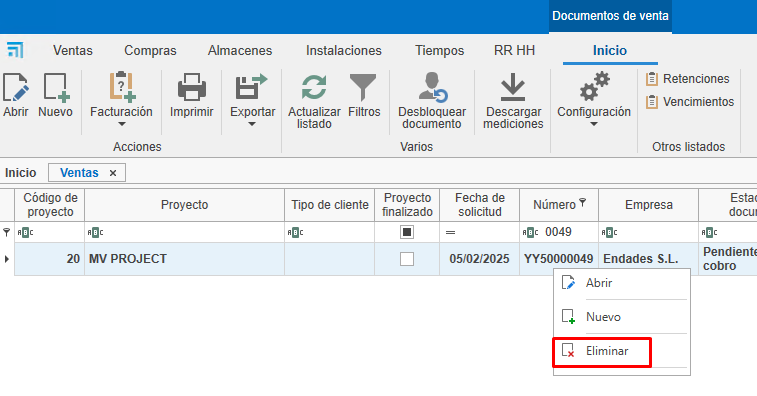 Documentos de venta
Ventas Compras Almacenes Instalaciones Tiempos RR HH Inicio
Abrir Nuevo Facturación Imprimir Exportar Actualizar listado Filtros Desbloquear documento Descargar mediciones Configuración Retenciones
Vencimientos
Acciones Varios Otros listados
Inicio Ventas ×
Código de proyecto Proyecto Tipo de cliente Proyecto finalizado Fecha de solicitud Número Empresa Esta
docum
ABC ABC ABC = ABC 0049 ABC ABC
20 MV PROJECT 05/02/2025 YY50000049 Endades S.L. Pendiente
cobro
Abrir
Nuevo
Eliminar